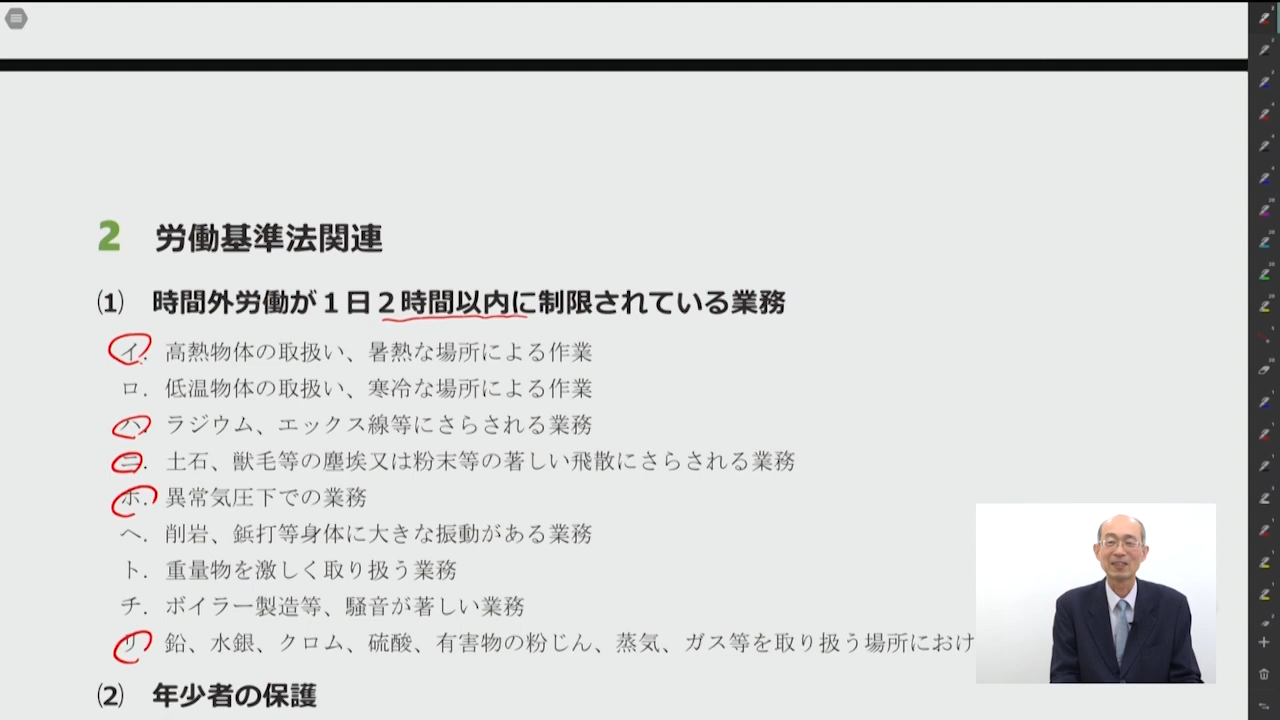 2 労働基準法関連
⑴ 時間外労働が１日２時間以内に制限されている業務
イ. 高熱物体の取扱い、暑熱な場所による作業
ロ. 低温物体の取扱い、寒冷な場所による作業
ハ. ラジウム、エックス線等にさらされる業務
ニ. 土石、獣毛等の塵埃又は粉末等の著しい飛散にさらされる業務
ホ. 異常気圧下での業務
ヘ. 削岩、鋲打等身体に大きな振動がある業務
ト. 重量物を激しく取り扱う業務
チ. ボイラー製造等、騒音が著しい業務
リ. 鉛、水銀、クロム、硫酸、有害物の粉じん、蒸気、ガス等を取り扱う場所におけ
⑵ 年少者の保護